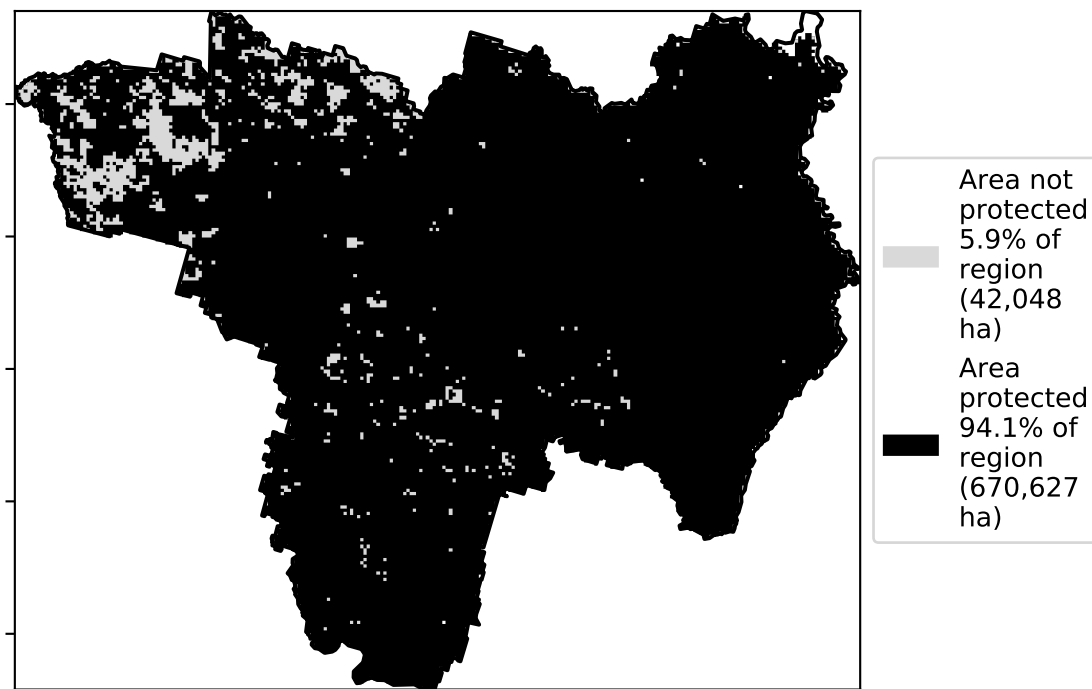 Area not
protected
5.9% of
region
(42,048
ha)
Area
protected
94.1% of
region
(670,627
ha)